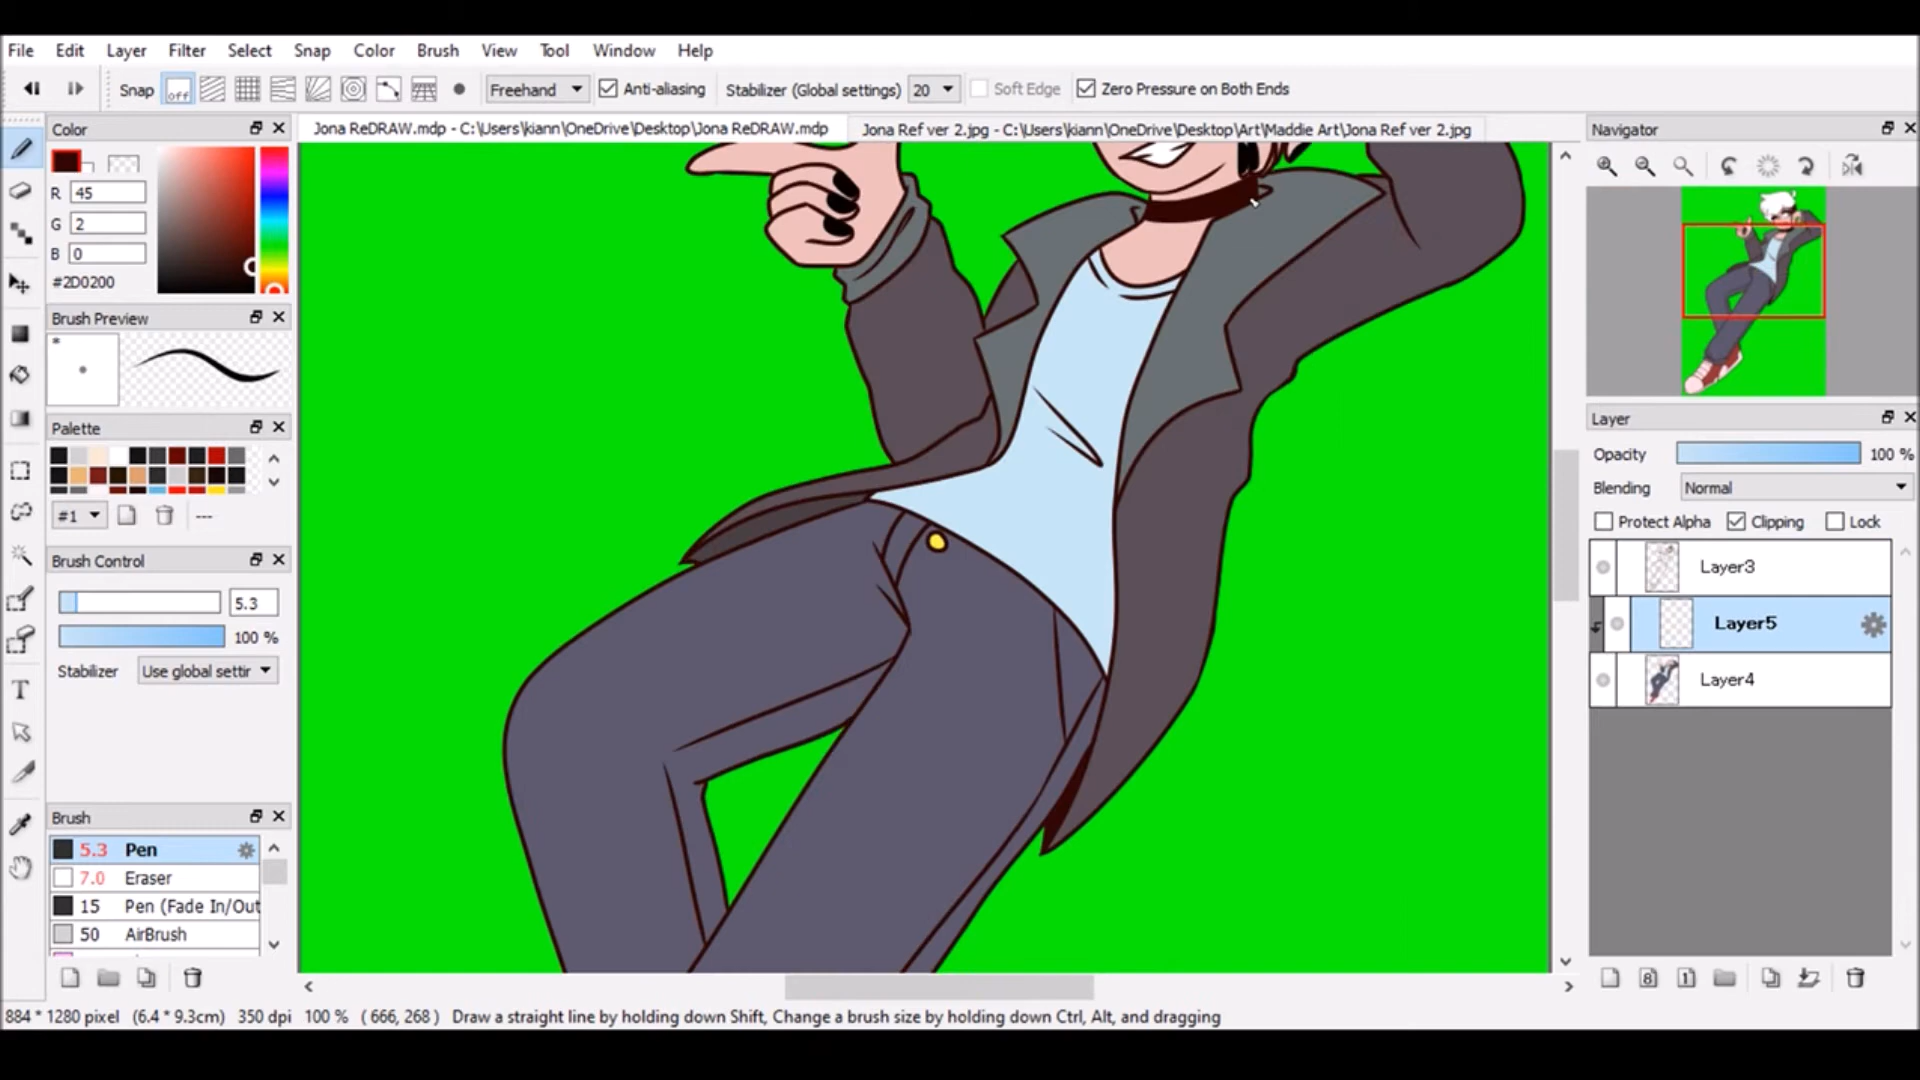 File Edit Layer Filter Select Snap Color Brush View Tool Window Help
Snap off Freehand Anti-aliasing Stabilizer (Global settings) 20 Soft Edge Zero Pressure on Both Ends
Color
Jona ReDRAW.mdp - C:\Users\kiann\OneDrive\Desktop\Jona ReDRAW.mdp
Jona Ref ver 2.jpg - C:\Users\kiann\OneDrive\Desktop\Art\Maddie Art\Jona Ref ver 2.jpg
Navigator
R 45
G 2
B 0
#2D0200
Brush Preview
*
Palette
#1 ---
Brush Control
5.3
100 %
Stabilizer Use global settir
Brush
5.3 Pen
7.0 Eraser
15 Pen (Fade In/Out
50 AirBrush
Layer
Opacity 100 %
Blending Normal
Protect Alpha Clipping Lock
Layer3
Layer5
Layer4
8 1
884 * 1280 pixel (6.4 * 9.3cm) 350 dpi 100 % ( 666, 268 ) Draw a straight line by holding down Shift, Change a brush size by holding down Ctrl, Alt, and dragging